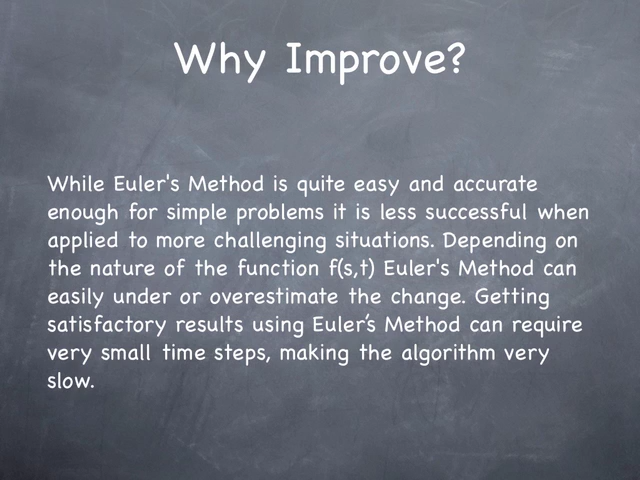 Why Improve?
While Euler's Method is quite easy and accurate
enough for simple problems it is less successful when
applied to more challenging situations. Depending on
the nature of the function f(s,t) Euler's Method can
easily under or overestimate the change. Getting
satisfactory results using Euler’s Method can require
very small time steps, making the algorithm very
slow.